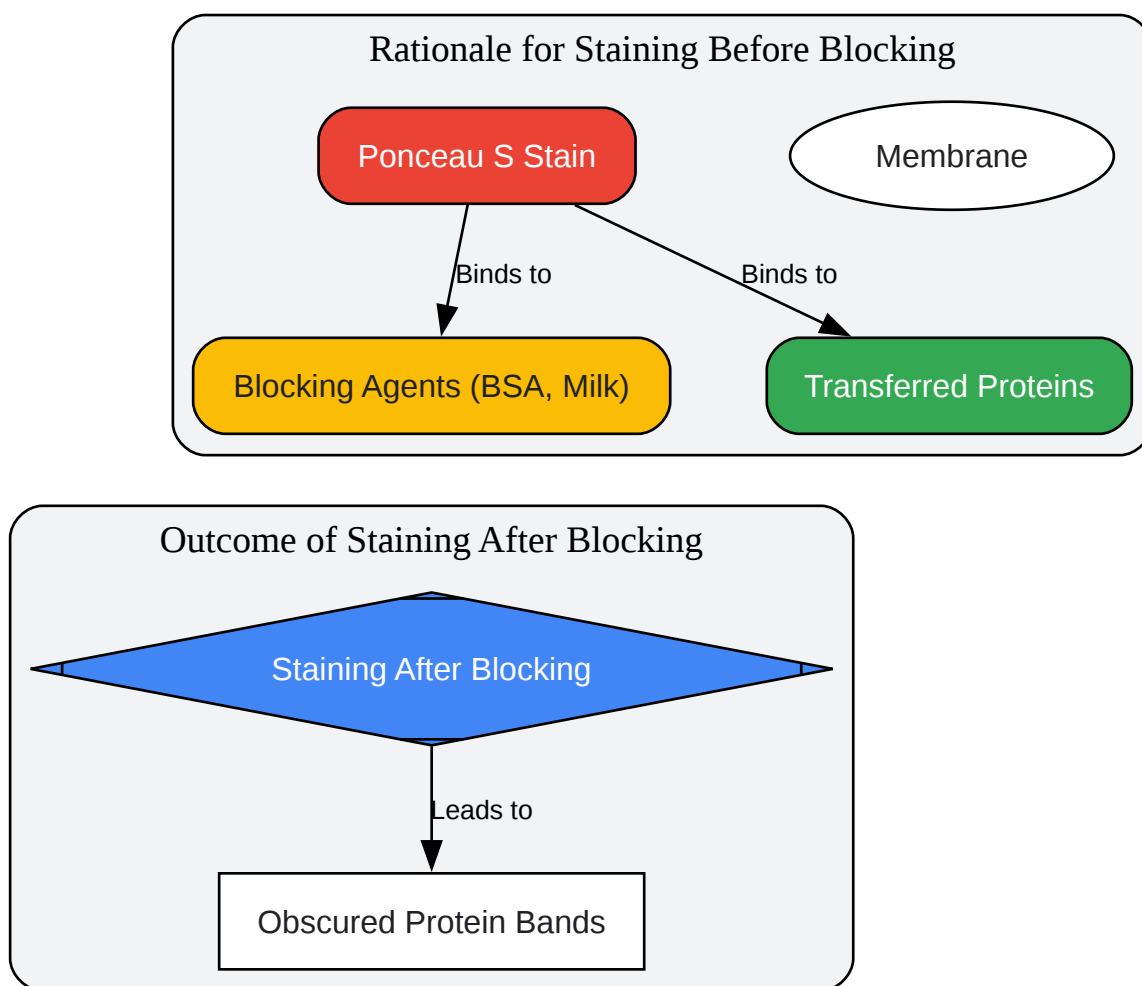 Rationale for Staining Before Blocking
Ponceau S Stain
Membrane
Binds to
Binds to
Blocking Agents (BSA, Milk)
Transferred Proteins
Outcome of Staining After Blocking
Staining After Blocking
Leads to
Obscured Protein Bands